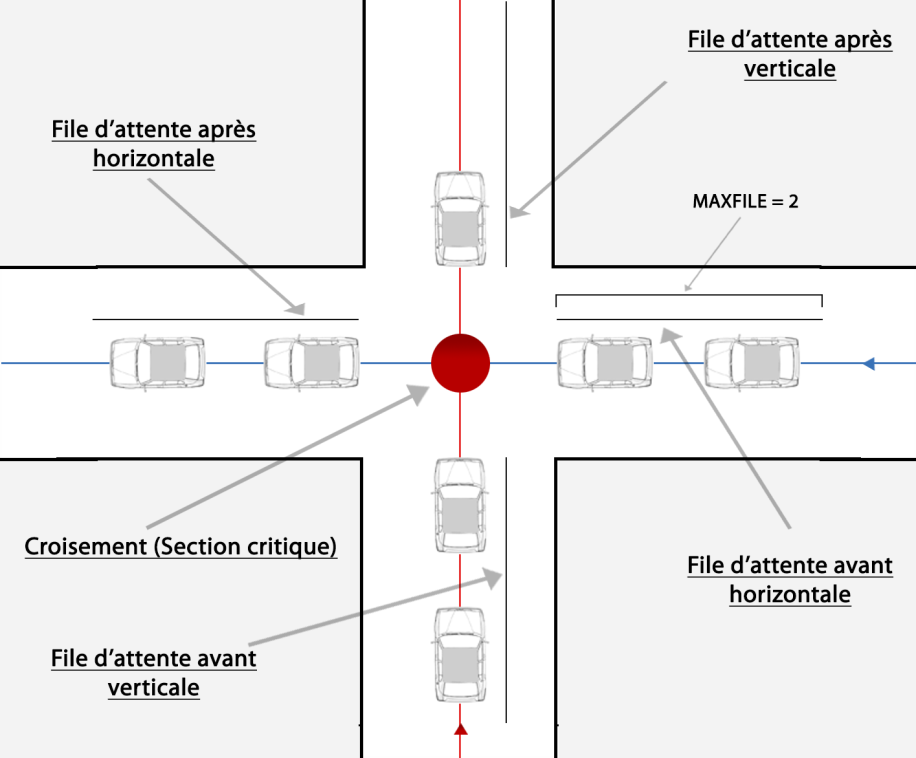 File d’attente après
verticale
File d’attente après
horizontale
MAXFILE = 2
Croisement (Section critique)
File d’attente avant
horizontale
File d’attente avant
verticale